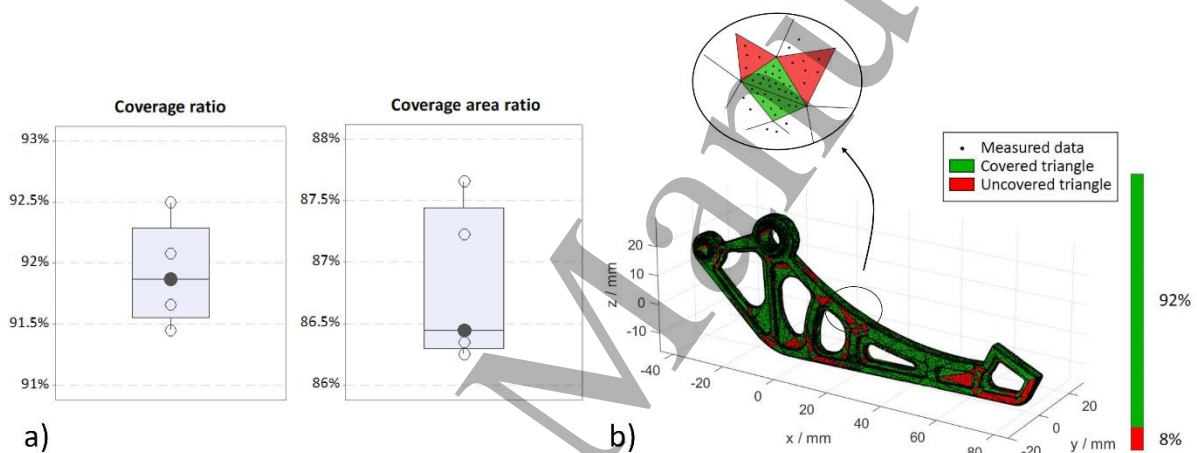 Coverage ratio
93%
92.5%
92%
91.5%
91%
Coverage area ratio
88%
87.5%
87%
86.5%
86%
a)
• Measured data
Covered triangle
Uncovered triangle
20
10
0
-10
z / mm
-40
-20
0
20
40
60
80
x / mm
-20
0
20
y / mm
92%
8%
b)